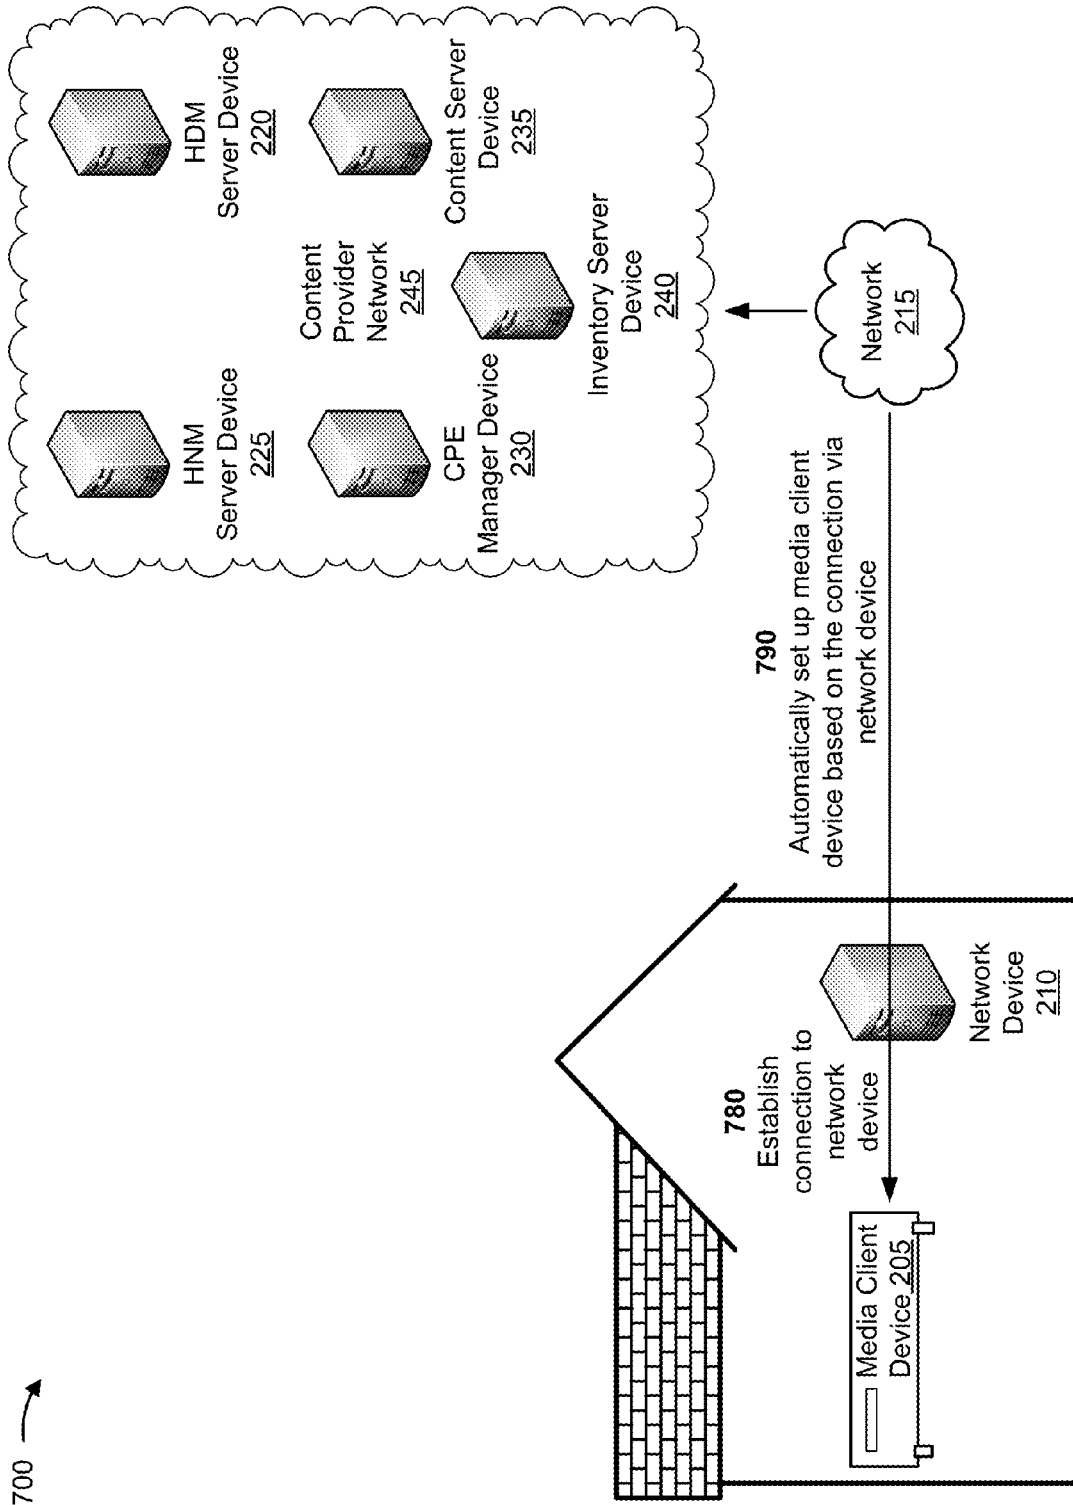 700
HNM
Server Device
225
HDM
Server Device
220
Content
Provider
Network
245
CPE
Manager Device
230
Content Server
Device
235
Inventory Server
Device
240
780
Establish
connection to
network
device
790
Automatically set up media client
device based on the connection via
network device
Network
215
Media Client
Device 205
Network
Device
210